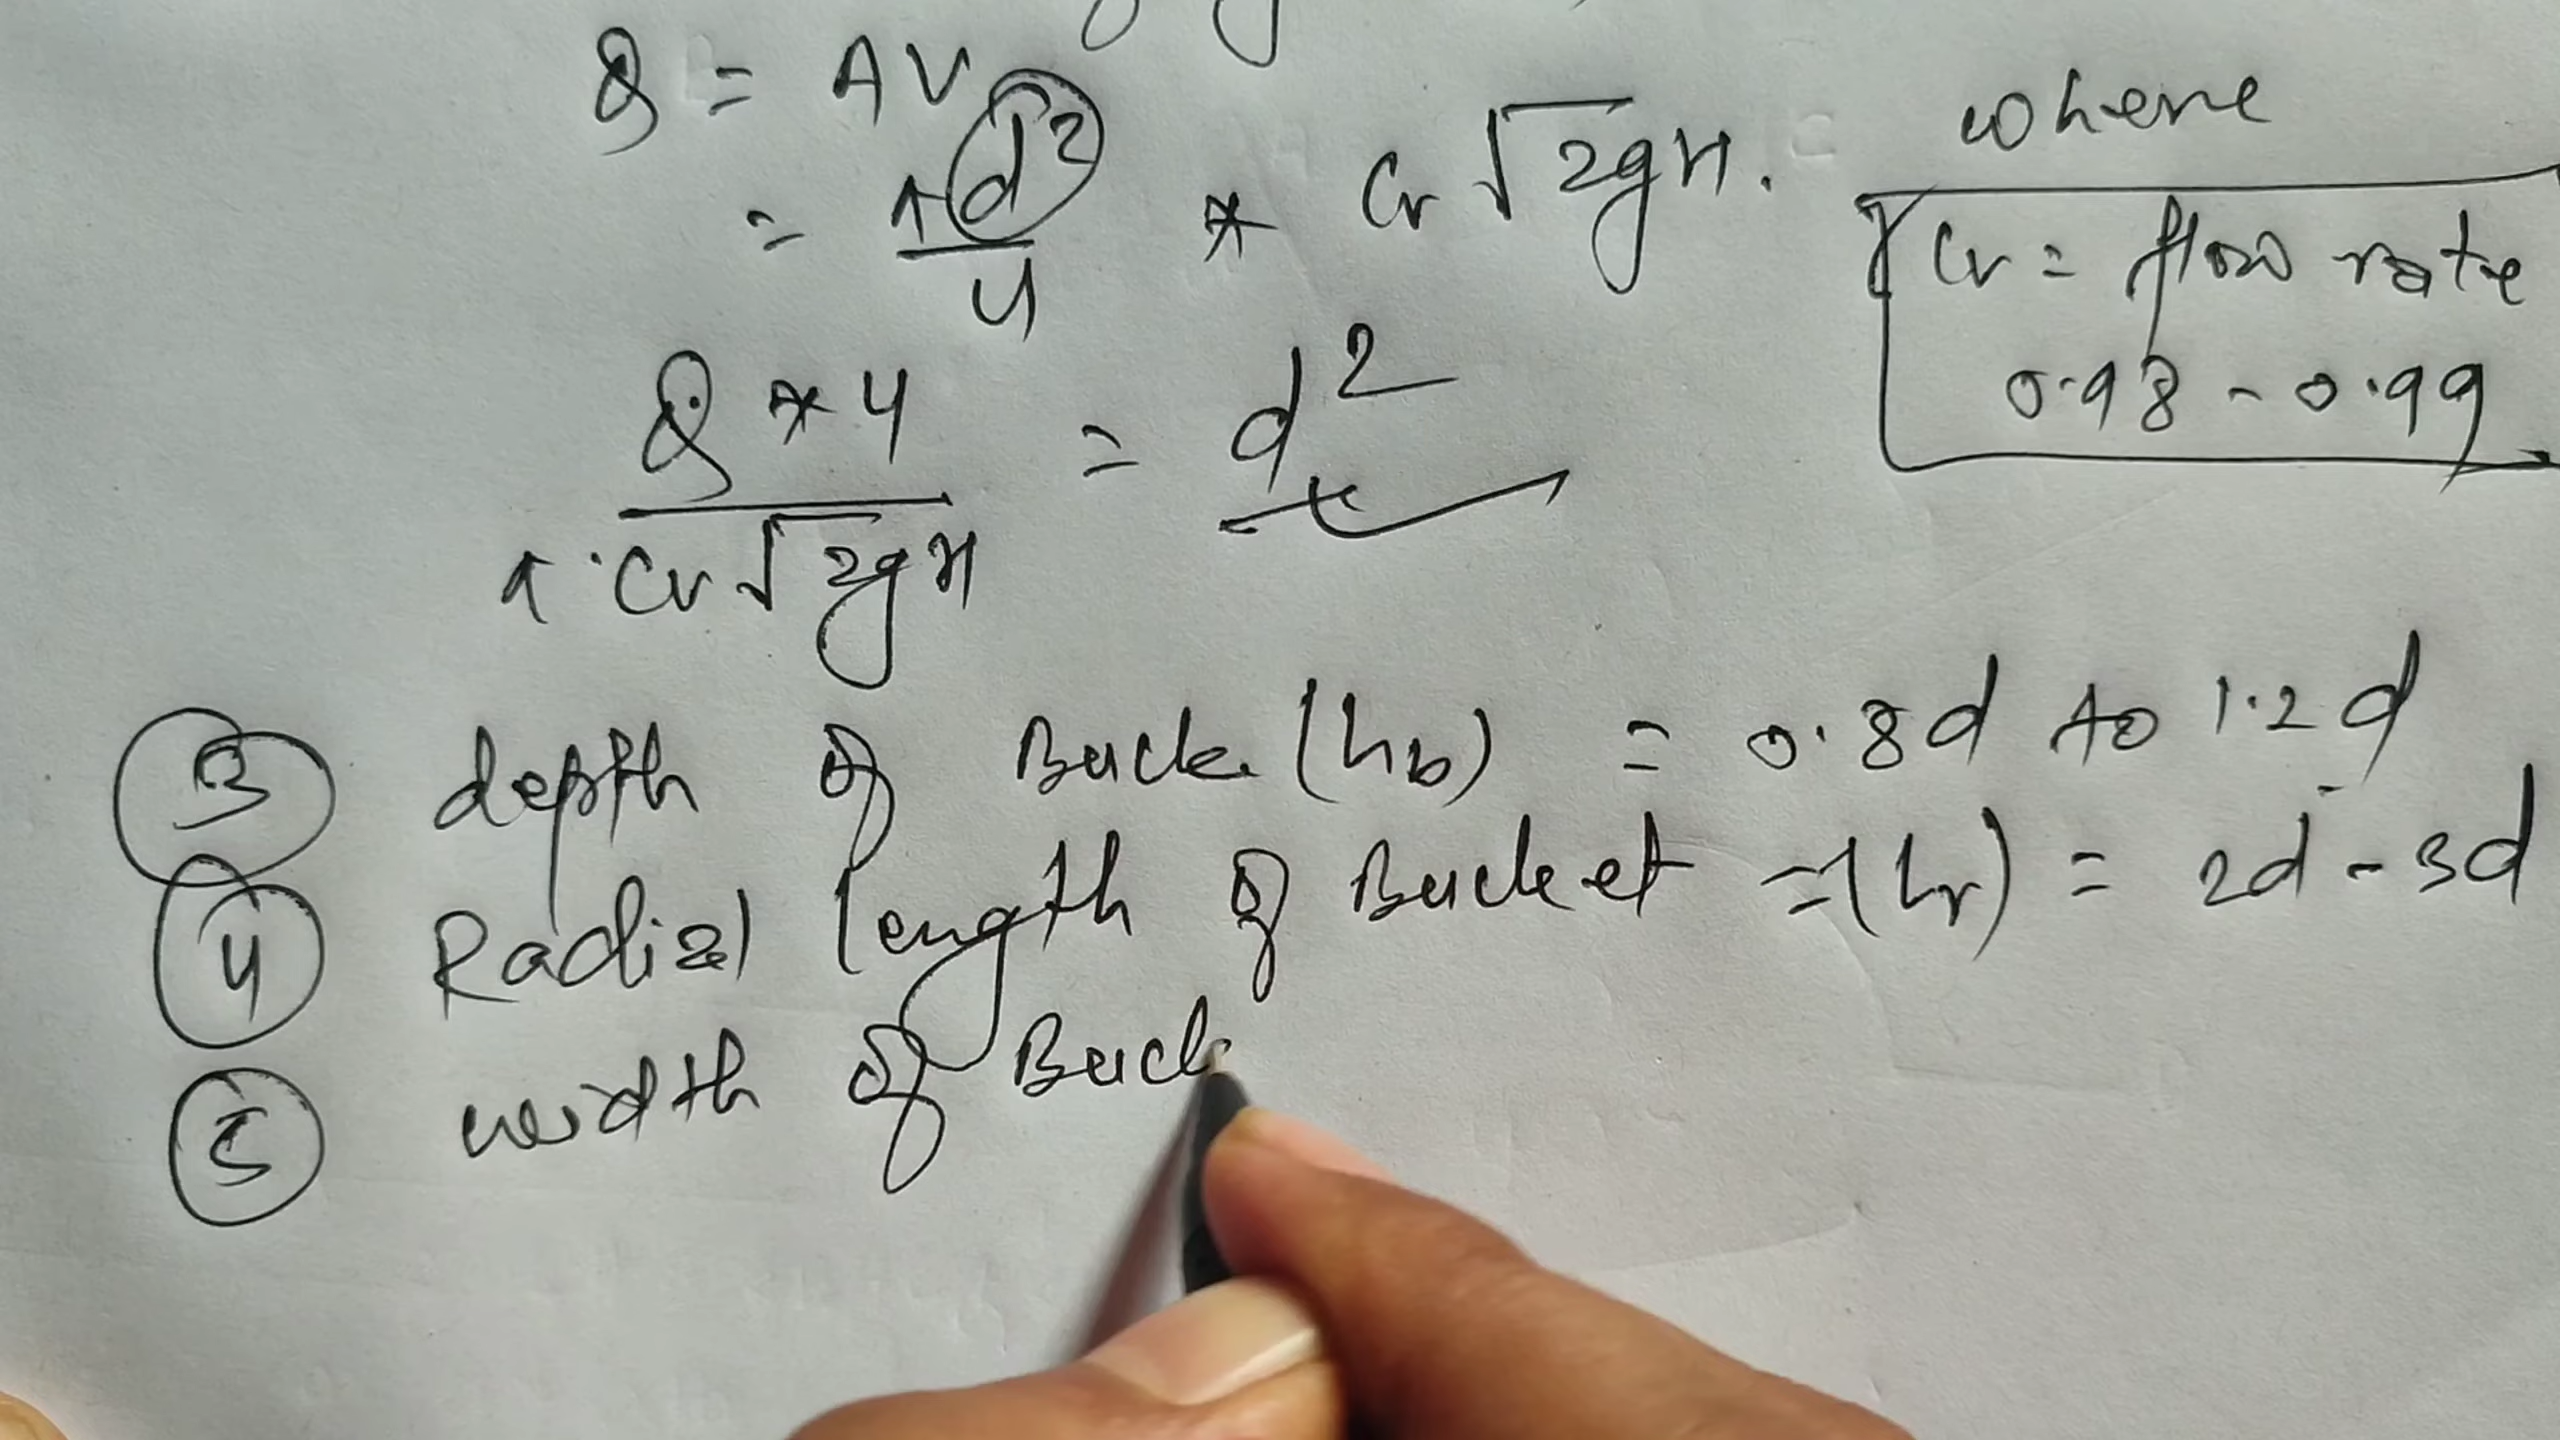 Q = AV
= πd²/4 * Cv √2gH.
where
Cv = flow rate
0.98 - 0.99
Q * 4 / π · Cv √2gH = d²
3 depth of Buck. (hb) = 0.8d to 1.2d
4 Radial length of Bucket = (hr) = 2d - 3d
5 width of Buck